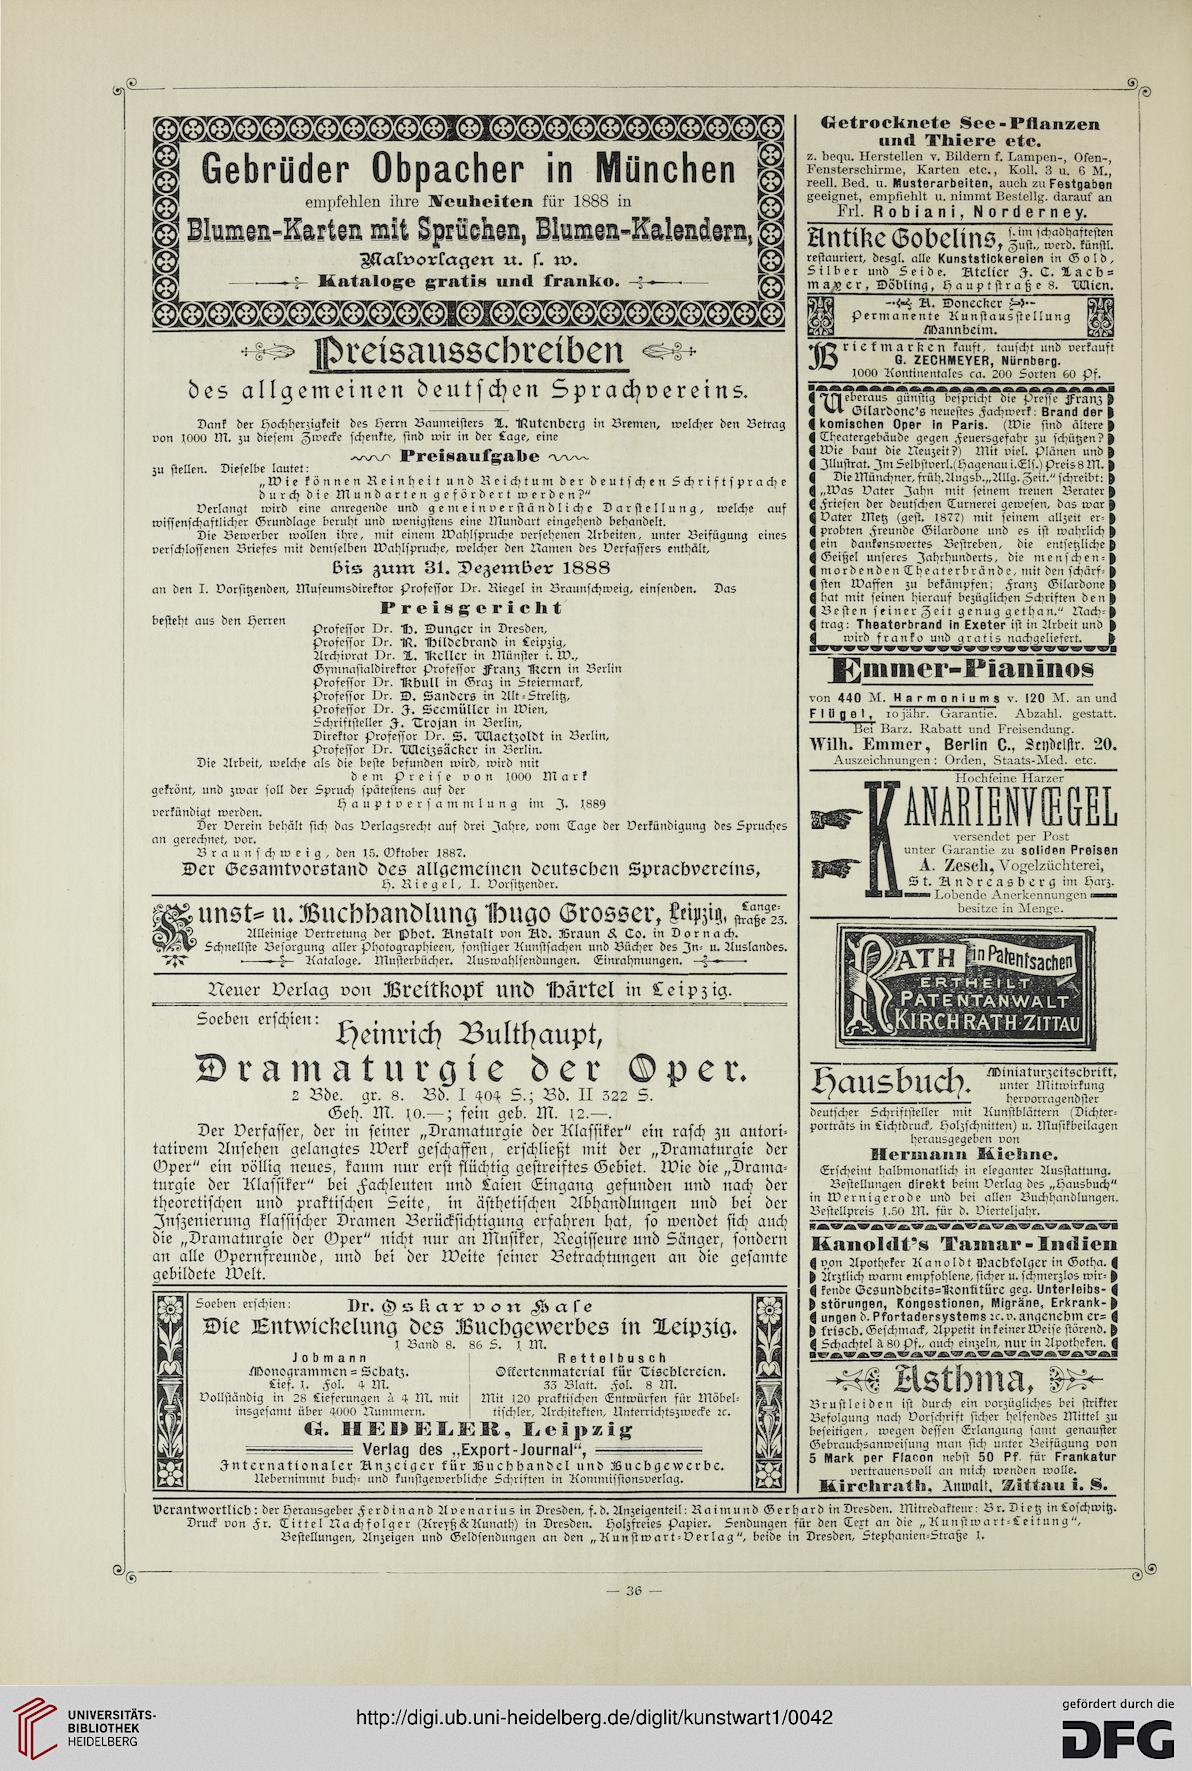 Gebrüder Obpacher in München
empfehlen ihre Neuheiten für 1888 in
Blumen-Karten mit Sprüchen, Blumen-Kalendern,
Malvorlagen u. s. w.
Kataloge gratis und franko.
Preisausschreiben
des allgemeinen deutschen Sprachvereins.
Dank der Hochherzigkeit des Herrn Baumeisters L. Rutenberg in Bremen, welcher den Betrag
von 1000 M. zu diesem Zwecke schenkte, sind wir in der Lage, eine
Preisaufgabe
zu stellen. Dieselbe lautet:
„Wie können Reinheit und Reichtum der deutschen Schriftsprache
durch die Mundarten gefördert werden?"
Verlangt wird eine anregende und gemeinverständliche Darstellung, welche auf
wissenschaftlicher Grundlage beruht und wenigstens eine Mundart eingehend behandelt.
Die Bewerber wollen ihre, mit einem Wahlspruche versehenen Arbeiten, unter Beifügung eines
verschlossenen Briefes mit demselben Wahlspruche, welcher den Namen des Verfassers enthält,
bis zum 31. Dezember 1888
an den I. Vorsitzenden, Museumsdirektor Professor Dr. Riegel in Braunschweig, einsenden. Das
Preisgericht
besteht aus den Herren
Professor Dr. H. Dunger in Dresden,
Professor Dr. R. Hildebrand in Leipzig,
Archivrat Dr. L. Keller in Münster i. W.,
Gymnasialdirektor Professor Franz Kern in Berlin
Professor Dr. Khull in Graz in Steiermark,
Professor Dr. D. Sanders in Alt-Strelitz,
Professor Dr. J. Seemüller in Wien,
Schriftsteller J. Trojan in Berlin,
Direktor Professor Dr. S. Waetzoldt in Berlin,
Professor Dr. Weizsäcker in Berlin.
Die Arbeit, welche als die beste befunden wird, wird mit
dem Preise von 1000 Mark
gekrönt, und zwar soll der Spruch spätestens auf der
Hauptversammlung im J. 1889
verkündigt werden.
Der Verein behält sich das Verlagsrecht auf drei Jahre, vom Tage der Verkündigung des Spruches
an gerechnet, vor.
Braunschweig, den 15. Oktober 1887.
Der Gesamtvorstand des allgemeinen deutschen Sprachvereins,
H. Riegel, I. Vorsitzender.
Kunst- u. Buchhandlung Hugo Grosser, Leipzig, Lange-
straße 23.
Alleinige Vertretung der Phot. Anstalt von Ad. Braun & Co. in Dornach.
Schnellste Besorgung aller Photographieen, sonstiger Kunstsachen und Bücher des In- u. Auslandes.
Kataloge. Musterbücher. Auswahlsendungen. Einrahmungen.
Neuer Verlag von Breitkopf und Härtel in Leipzig.
Soeben erschien:
Heinrich Bulthaupt,
Dramaturgie der Oper.
2 Bde. gr. 8. Bd. I 404 S.; Bd. II 322 S.
Geh. M. 10.—; fein geb. M. 12.—.
Der Verfasser, der in seiner „Dramaturgie der Klassiker" ein rasch zu autori-
tativem Ansehen gelangtes Werk geschaffen, erschließt mit der „Dramaturgie der
Oper" ein völlig neues, kaum nur erst flüchtig gestreiftes Gebiet. Wie die „Drama-
turgie der Klassiker" bei Fachleuten und Laien Eingang gefunden und nach der
theoretischen und praktischen Seite, in ästhetischen Abhandlungen und bei der
Inszenierung klassischer Dramen Berücksichtigung erfahren hat, so wendet sich auch
die „Dramaturgie der Oper" nicht nur an Musiker, Regisseure und Sänger, sondern
an alle Opernfreunde, und bei der Weite seiner Betrachtungen an die gesamte
gebildete Welt.
Soeben erschien: Dr. Oskar von Hase
Die Entwickelung des Buchgewerbes in Leipzig.
1 Band 8. 86 S. 1 M.
Jobmann
Monogrammen-Schatz.
Lief. 1. Fol. 4 M.
Vollständig in 28 Lieferungen à 4 M. mit
insgesamt über 4000 Nummern.
Rettelbusch
Offertenmaterial für Tischlereien.
33 Blatt. Fol. 8 M.
Mit 120 praktischen Entwürfen für Möbel-
tischler, Architekten, Unterrichtszwecke ꝛc.
G. HEDELER, Leipzig
Verlag des „Export-Journal",
Internationaler Anzeiger für Buchhandel und Buchgewerbe.
Uebernimmt buch- und kunstgewerbliche Schriften in Kommissionsverlag.
Getrocknete See-Pflanzen
und Thiere etc.
z. bequ. Herstellen v. Bildern f. Lampen-, Ofen-,
Fensterschirme, Karten etc., Koll. 3 u. 6 M.,
reell. Bed. u. Musterarbeiten, auch zu Festgaben
geeignet, empfiehlt u. nimmt Bestellg. darauf an
Frl. Robiani, Norderney.
Antike Gobelins, s. im schadhaftesten
Zust., werd. künstl.
restauriert, desgl. alle Kunststickereien in Gold,
Silber und Seide. Atelier J. C. Lach-
mayer, Döbling, Hauptstraße 8. Wien.
A. Donecker
Permanente Kunstausstellung
Mannheim.
Briefmarken kauft, tauscht und verkauft
G. ZECHMEYER, Nürnberg.
1000 Kontinentales ca. 200 Sorten 60 Pf.
Ueberaus günstig bespricht die Presse Franz
Gilardone's neuestes Fachwerk: Brand der
komischen Oper in Paris. (Wie sind ältere
Theatergebäude gegen Feuersgefahr zu schützen?
Wie baut die Neuzeit?) Mit viel. Plänen und
Illustrat. Im Selbstverl. (Hagenau i. Els.) Preis 8 M.
Die Münchner, früh. Augsb. „Allg. Zeit." schreibt:
„Was Vater Jahn mit seinem treuen Berater
Friesen der deutschen Turnerei gewesen, das war
Vater Metz (gest. 1877) mit seinem allzeit er-
probten Freunde Gilardone und es ist wahrlich
ein dankenswertes Bestreben, die entsetzliche
Geißel unseres Jahrhunderts, die menschen-
mordenden Theaterbrände, mit den schärf-
sten Waffen zu bekämpfen; Franz Gilardone
hat mit seinen hierauf bezüglichen Schriften den
Besten seiner Zeit genug gethan." Nach-
trag: Theaterbrand in Exeter ist in Arbeit und
wird franko und gratis nachgeliefert.
Emmer-Pianinos
von 440 M. Harmoniums v. 120 M. an und
Flügel, 10jähr. Garantie. Abzahl. gestatt.
Bei Barz. Rabatt und Freisendung.
Wilh. Emmer, Berlin C., Seydelstr. 20.
Auszeichnungen: Orden, Staats-Med. etc.
Hochfeine Harzer
KANARIENVŒGEL
versendet per Post
unter Garantie zu soliden Preisen
A. Zesch, Vogelzüchterei,
St. Andreasberg im Harz.
Lobende Anerkennungen
besitze in Menge.
RATH in Patentsachen
ERTHEILT
PATENTANWALT
KIRCHRATH·ZITTAU
Hausbuch. Miniaturzeitschrift,
unter Mitwirkung
hervorragendster
deutscher Schriftsteller mit Kunstblättern (Dichter-
porträts in Lichtdruck, Holzschnitten) u. Musikbeilagen
herausgegeben von
Hermann Kiehne.
Erscheint halbmonatlich in eleganter Ausstattung.
Bestellungen direkt beim Verlag des „Hausbuch"
in Wernigerode und bei allen Buchhandlungen.
Bestellpreis 1.50 M. für d. Vierteljahr.
Kanoldt's Tamar-Indien
von Apotheker Kanoldt Nachfolger in Gotha.
Ärztlich warm empfohlene, sicher u. schmerzlos wir-
kende Gesundheits-Konfitüre geg. Unterleibs-
störungen, Kongestionen, Migräne, Erkrank-
ungen d. Pfortadersystems ꝛc. v. angenehm er-
frisch. Geschmack, Appetit in keiner Weise störend.
Schachtel à 80 Pf., auch einzeln, nur in Apotheken.
Asthma,
Brustleiden ist durch ein vorzügliches bei strikter
Befolgung nach Vorschrift sicher helfendes Mittel zu
beseitigen, wegen dessen Erlangung samt genauster
Gebrauchsanweisung man sich unter Beifügung von
5 Mark per Flacon nebst 50 Pf. für Frankatur
vertrauensvoll an mich wenden wolle.
Kirchrath, Anwalt, Zittau i. S.
Verantwortlich: der Herausgeber Ferdinand Avenarius in Dresden, f. d. Anzeigenteil: Raimund Gerhard in Dresden. Mitredakteur: Br. Dietz in Loschwitz.
Druck von Fr. Tittel Nachfolger (Kreyß & Kunath) in Dresden. Holzfreies Papier. Sendungen für den Text an die „Kunstwart-Leitung",
Bestellungen, Anzeigen und Geldsendungen an den „Kunstwart-Verlag", beide in Dresden, Stephanien-Straße 1.
— 36 —
UNIVERSITÄTS-
BIBLIOTHEK
HEIDELBERG
http://digi.ub.uni-heidelberg.de/diglit/kunstwart1/0042
gefördert durch die
DFG